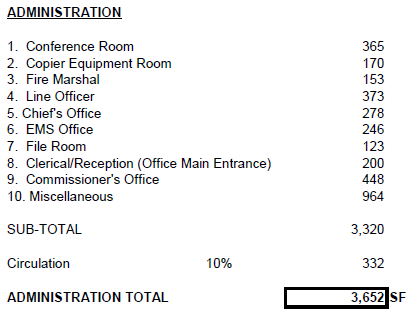 ADMINISTRATION
1. Conference Room 365
2. Copier Equipment Room 170
3. Fire Marshal 153
4. Line Officer 373
5. Chief's Office 278
6. EMS Office 246
7. File Room 123
8. Clerical/Reception (Office Main Entrance) 200
9. Commissioner's Office 448
10. Miscellaneous 964
SUB-TOTAL 3,320
Circulation 10% 332
ADMINISTRATION TOTAL 3,652 SF